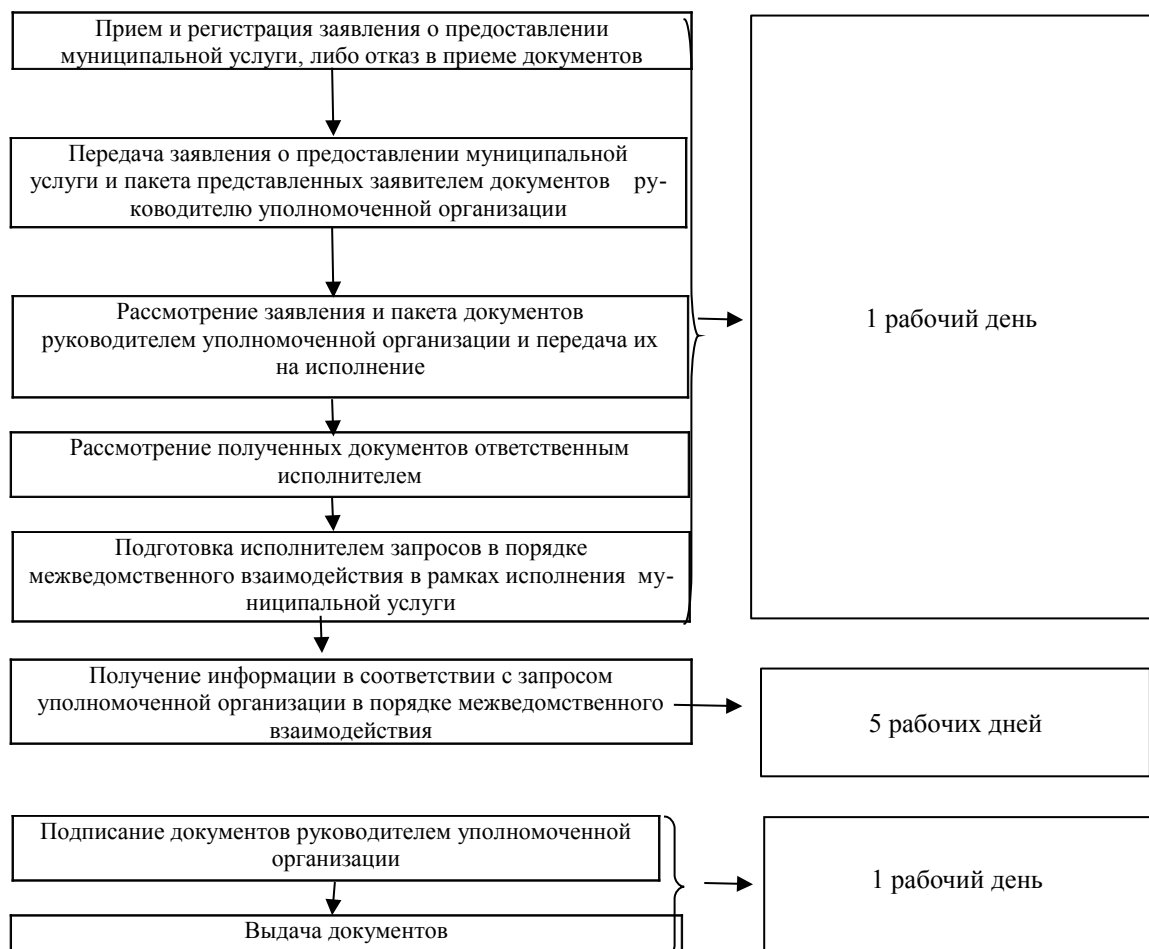 Прием и регистрация заявления о предоставлении
муниципальной услуги, либо отказ в приеме документов
Передача заявления о предоставлении муниципальной
услуги и пакета представленных заявителем документов ру-
ководителю уполномоченной организации
Рассмотрение заявления и пакета документов
руководителем уполномоченной организации и передача их
на исполнение
1 рабочий день
Рассмотрение полученных документов ответственным
исполнителем
Подготовка исполнителем запросов в порядке
межведомственного взаимодействия в рамках исполнения му-
ниципальной услуги
Получение информации в соответствии с запросом
уполномоченной организации в порядке межведомственного
взаимодействия
5 рабочих дней
Подписание документов руководителем уполномоченной
организации
1 рабочий день
Выдача документов